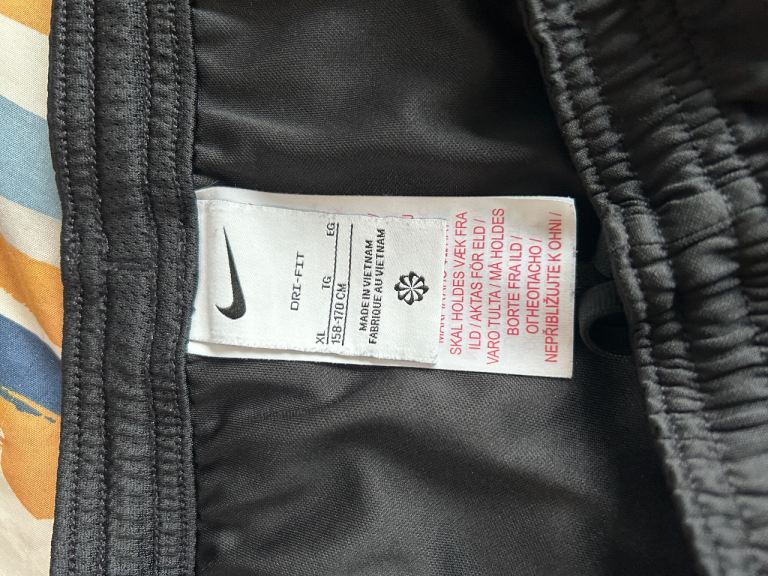 DRI-FIT
XL TG EG
158-170 CM
MADE IN VIETNAM
FABRIQUE AU VIETNAM
SKAL HOLDES VÆK FRA
ILD / AKTAS FÖR ELD /
VARO TULTA / MÅ HOLDES
BORTE FRA ILD /
ОГНЕОПАСНО /
NEPŘIBLIŽUJTE K OHNI /